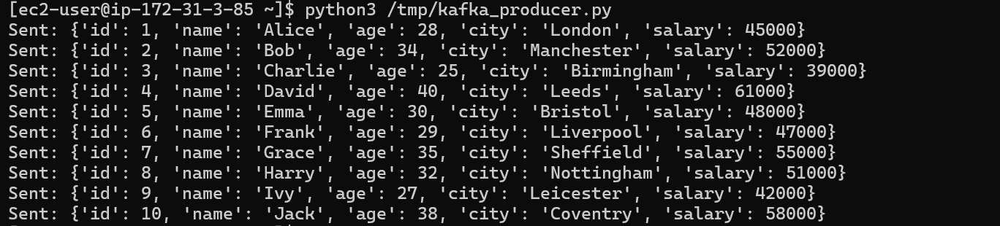 [ec2-user@ip-172-31-3-85 ~]$ python3 /tmp/kafka_producer.py
Sent: {'id': 1, 'name': 'Alice', 'age': 28, 'city': 'London', 'salary': 45000}
Sent: {'id': 2, 'name': 'Bob', 'age': 34, 'city': 'Manchester', 'salary': 52000}
Sent: {'id': 3, 'name': 'Charlie', 'age': 25, 'city': 'Birmingham', 'salary': 39000}
Sent: {'id': 4, 'name': 'David', 'age': 40, 'city': 'Leeds', 'salary': 61000}
Sent: {'id': 5, 'name': 'Emma', 'age': 30, 'city': 'Bristol', 'salary': 48000}
Sent: {'id': 6, 'name': 'Frank', 'age': 29, 'city': 'Liverpool', 'salary': 47000}
Sent: {'id': 7, 'name': 'Grace', 'age': 35, 'city': 'Sheffield', 'salary': 55000}
Sent: {'id': 8, 'name': 'Harry', 'age': 32, 'city': 'Nottingham', 'salary': 51000}
Sent: {'id': 9, 'name': 'Ivy', 'age': 27, 'city': 'Leicester', 'salary': 42000}
Sent: {'id': 10, 'name': 'Jack', 'age': 38, 'city': 'Coventry', 'salary': 58000}